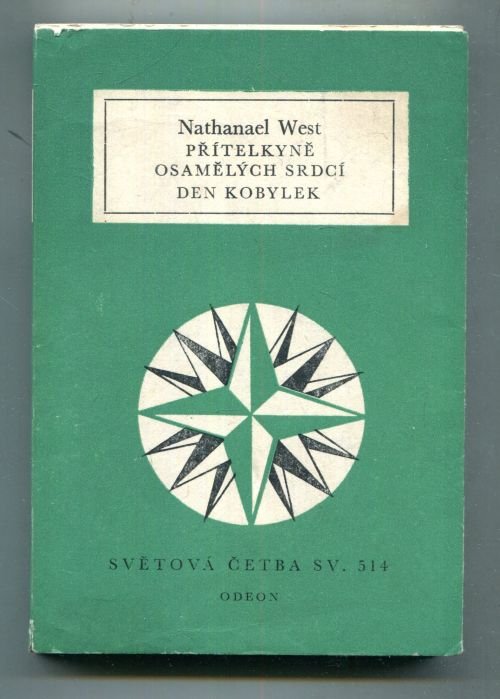 Nathanael West
PŘÍTELKYNĚ
OSAMĚLÝCH SRDCÍ
DEN KOBYLEK
SVĚTOVÁ ČETBA SV. 514
ODEON